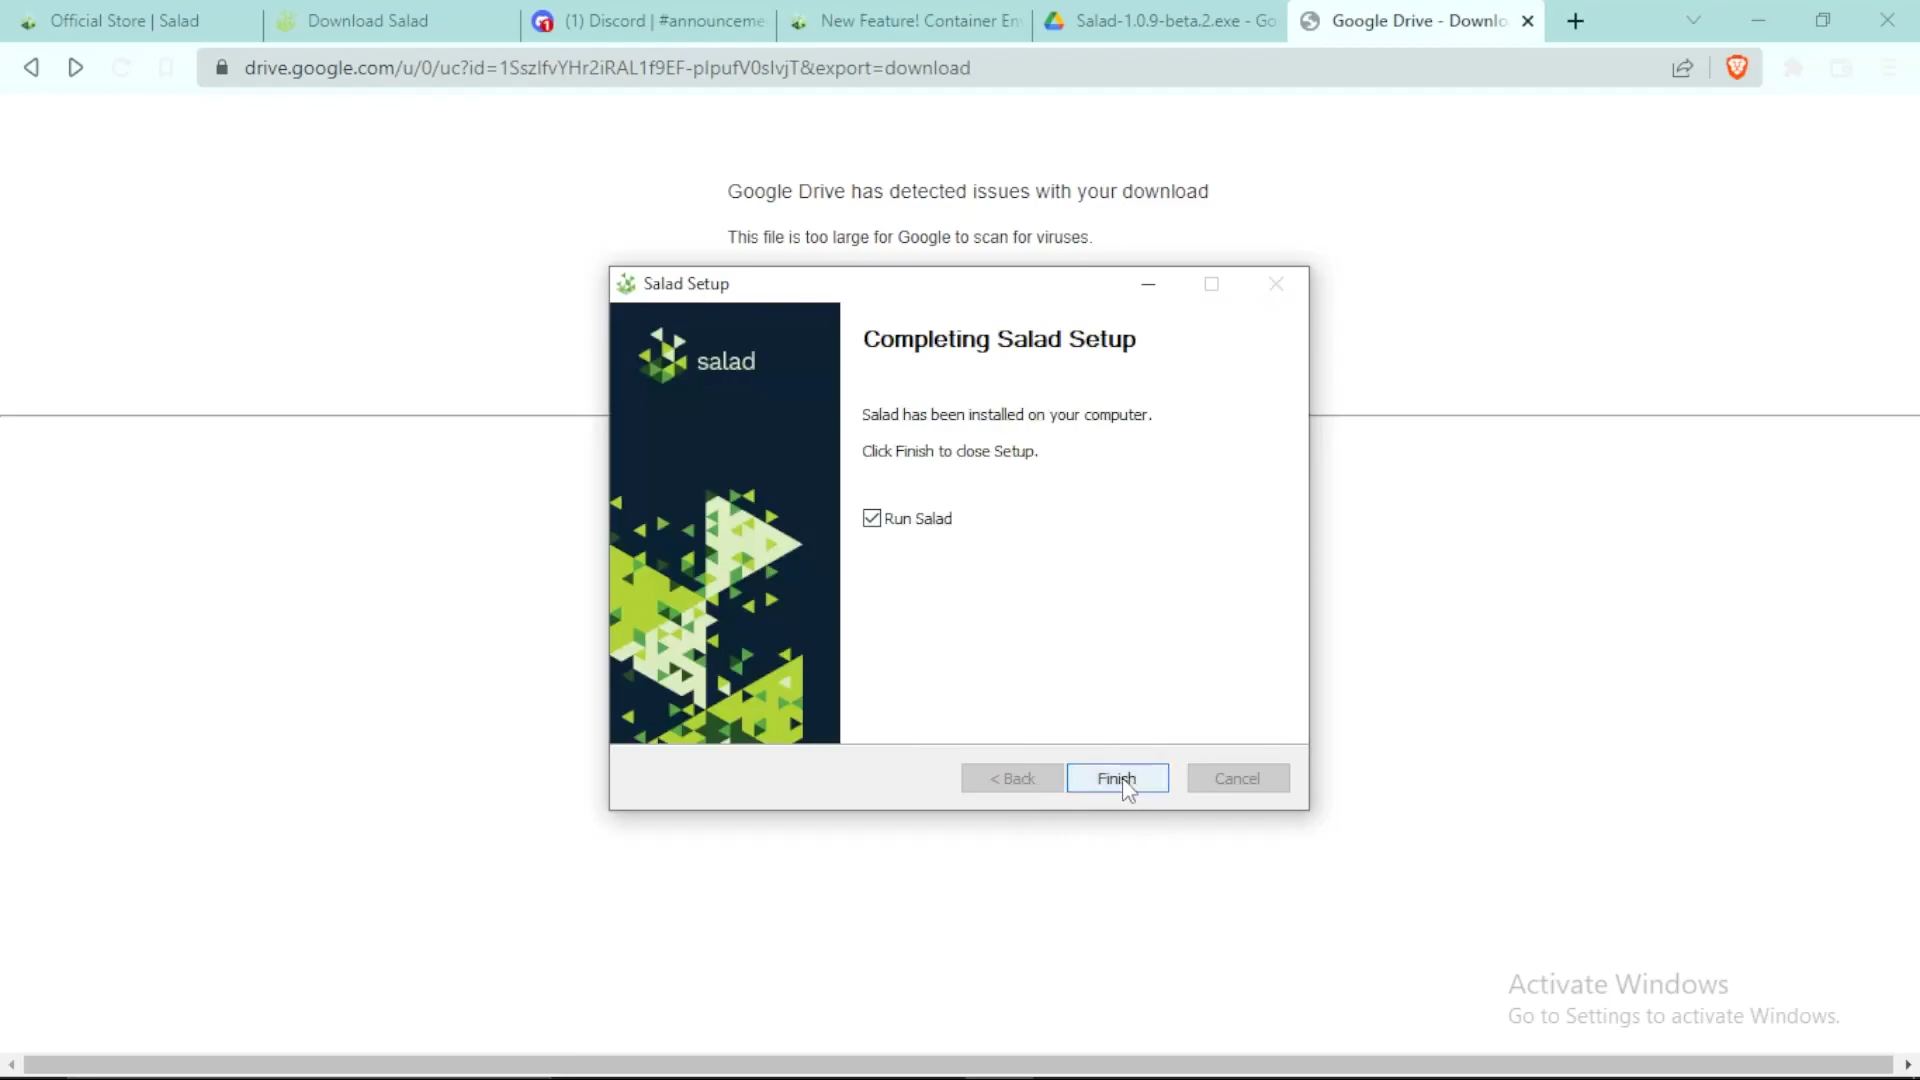 Official Store | Salad
Download Salad
(1) Discord | #announceme
New Feature! Container En
Salad-1.0.9-beta.2.exe - Go
Google Drive - Downlo
drive.google.com/u/0/uc?id=1SszlfvYHr2iRAL1f9EF-plpufV0slvjT&export=download
Google Drive has detected issues with your download
This file is too large for Google to scan for viruses.
Salad Setup
salad
Completing Salad Setup
Salad has been installed on your computer.
Click Finish to close Setup.
Run Salad
< Back
Finish
Cancel
Activate Windows
Go to Settings to activate Windows.